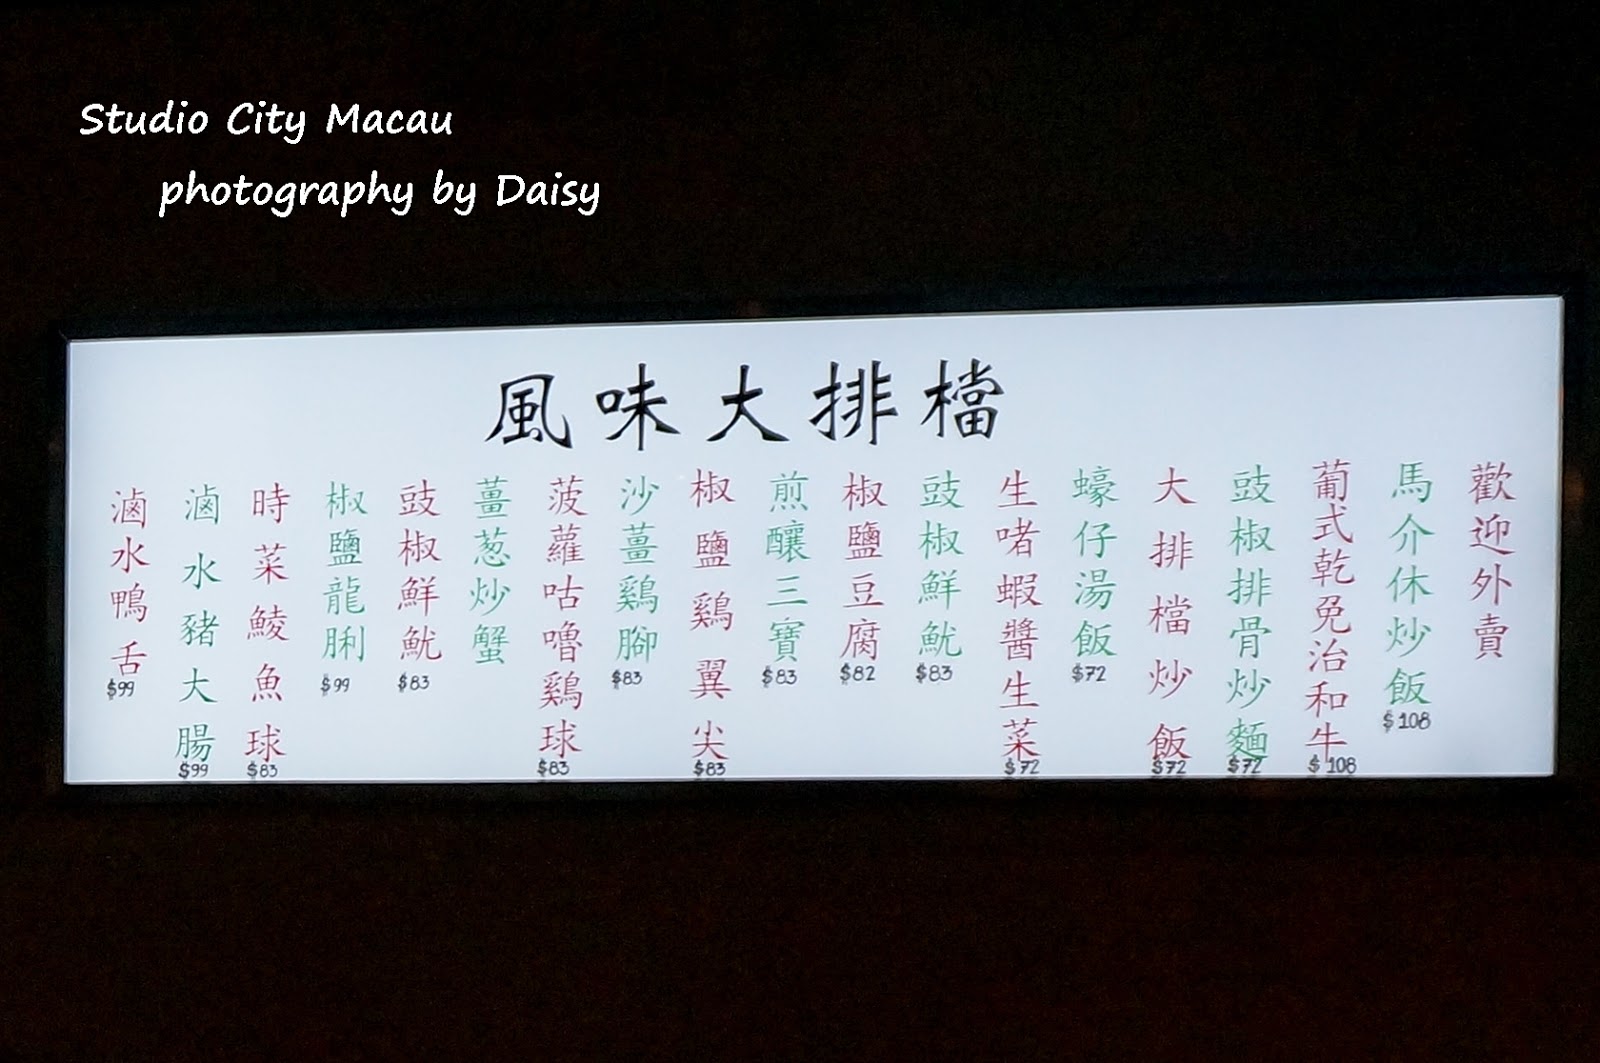 Studio City Macau
photography by Daisy
風味大排檔
歡迎外賣
馬介休炒飯
$108
葡式乾免治和牛
$108
豉椒排骨炒麵
$72
大排檔炒飯
$72
蠔仔湯飯
$72
生啫蝦醬生菜
$72
豉椒鮮魷
$83
椒鹽豆腐
$82
煎釀三寶
$83
椒鹽鷄翼尖
$83
沙薑鷄腳
$83
菠蘿咕嚕鷄球
$83
薑葱炒蟹
豉椒鮮魷
$83
椒鹽龍脷
$99
時菜鯪魚球
$83
滷水豬大腸
$99
滷水鴨舌
$99